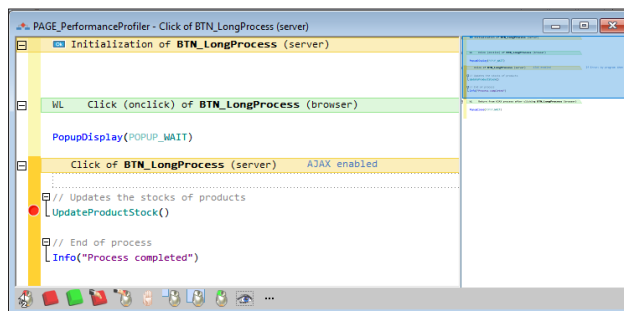 PAGE_PerformanceProfiler - Click of BTN_LongProcess (server)
Initialization of BTN_LongProcess (server)
WL Click (onclick) of BTN_LongProcess (browser)
PopupDisplay(POPUP_WAIT)
Click of BTN_LongProcess (server) AJAX enabled
// Updates the stocks of products
UpdateProductStock()
// End of process
Info("Process completed")